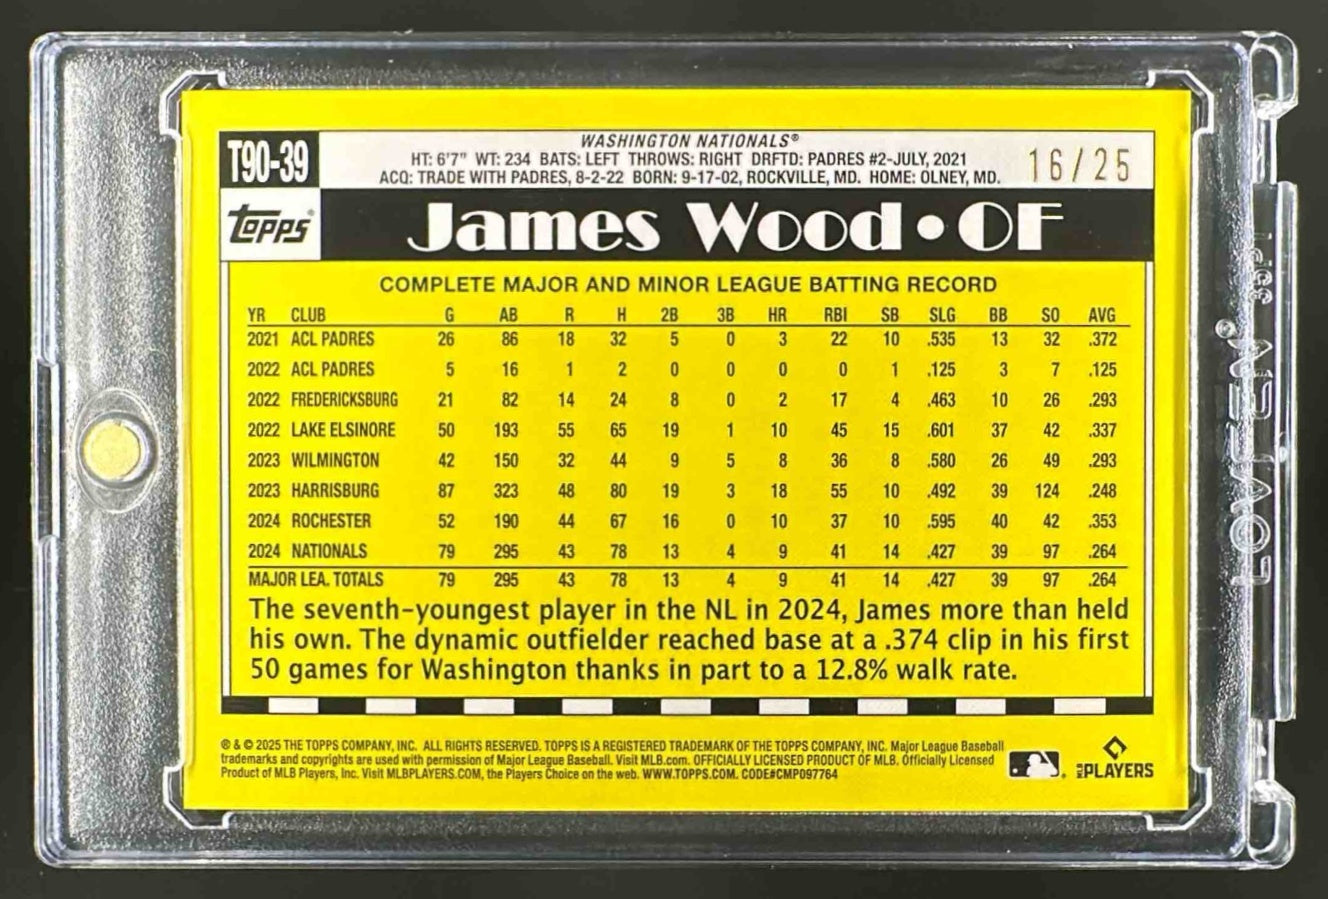 T90-39
WASHINGTON NATIONALS®
HT: 6'7" WT: 234 BATS: LEFT THROWS: RIGHT DRFTD: PADRES #2-JULY, 2021
ACQ: TRADE WITH PADRES, 8-2-22 BORN: 9-17-02, ROCKVILLE, MD. HOME: OLNEY, MD.
16/25
Topps®
James Wood • OF
COMPLETE MAJOR AND MINOR LEAGUE BATTING RECORD
YR CLUB G AB R H 2B 3B HR RBI SB SLG BB SO AVG
2021 ACL PADRES 26 86 18 32 5 0 3 22 10 .535 13 32 .372
2022 ACL PADRES 5 16 1 2 0 0 0 0 1 .125 3 7 .125
2022 FREDERICKSBURG 21 82 14 24 8 0 2 17 4 .463 10 26 .293
2022 LAKE ELSINORE 50 193 55 65 19 1 10 45 15 .601 37 42 .337
2023 WILMINGTON 42 150 32 44 9 5 8 36 8 .580 26 49 .293
2023 HARRISBURG 87 323 48 80 19 3 18 55 10 .492 39 124 .248
2024 ROCHESTER 52 190 44 67 16 0 10 37 10 .595 40 42 .353
2024 NATIONALS 79 295 43 78 13 4 9 41 14 .427 39 97 .264
MAJOR LEA. TOTALS 79 295 43 78 13 4 9 41 14 .427 39 97 .264
The seventh-youngest player in the NL in 2024, James more than held
his own. The dynamic outfielder reached base at a .374 clip in his first
50 games for Washington thanks in part to a 12.8% walk rate.
® & © 2025 THE TOPPS COMPANY, INC. ALL RIGHTS RESERVED. TOPPS IS A REGISTERED TRADEMARK OF THE TOPPS COMPANY, INC. Major League Baseball
trademarks and copyrights are used with permission of Major League Baseball. Visit MLB.com. OFFICIALLY LICENSED PRODUCT OF MLB. Officially Licensed
Product of MLB Players, Inc. Visit MLBPLAYERS.COM, the Players Choice on the web. WWW.TOPPS.COM. CODE#CMP097764
MLB PLAYERS